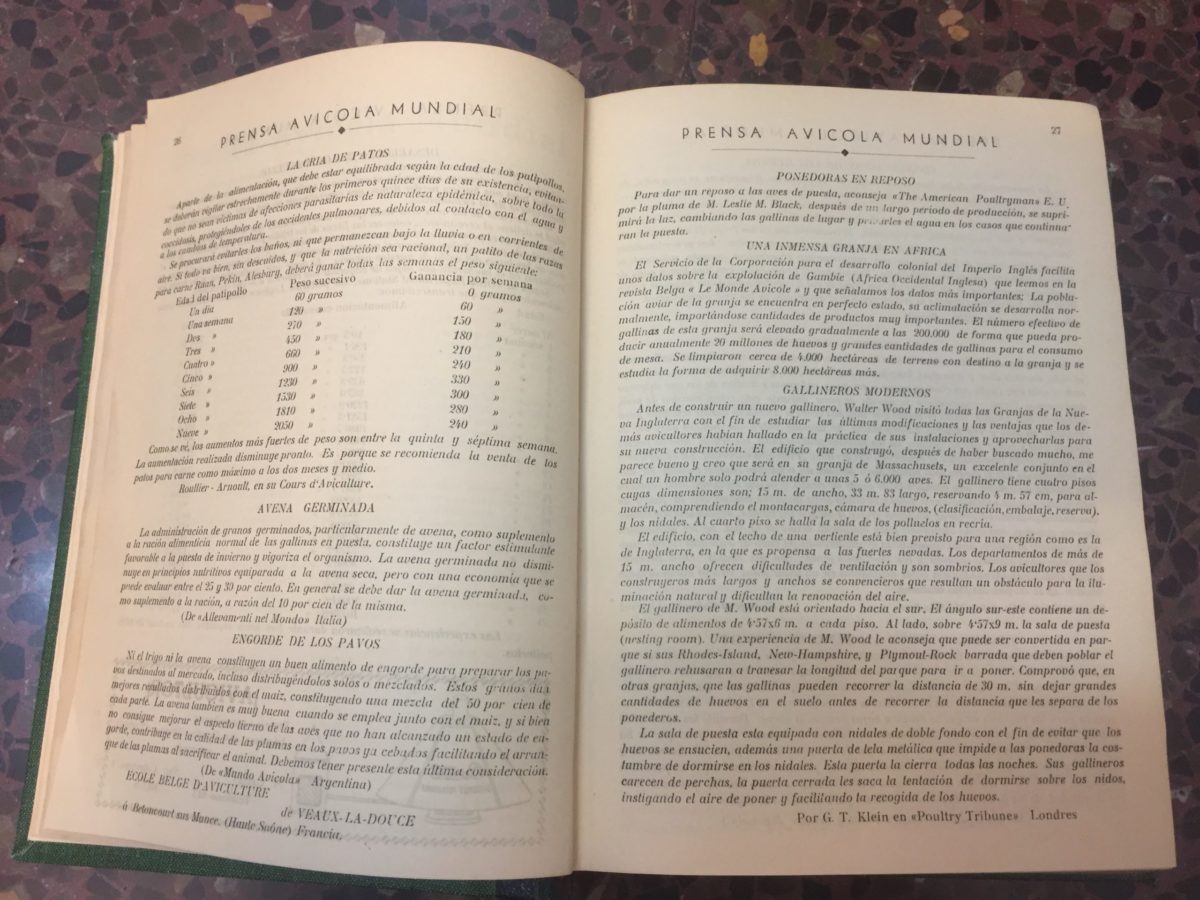 26
PRENSA AVICOLA MUNDIAL
LA CRIA DE PATOS
Aparte de la alimentación, que debe estar equilibrada según la edad de los patipollos,
se deberán vigilar estrechamente durante los primeros quince días de su existencia, evitan-
do que no sean víctimas de afecciones parasitarias de naturaleza epidémica, sobre todo la
coccidosis, protegiéndoles de los accidentes pulmonares, debidos al contacto con el agua y
a los cambios de temperatura.
Se procurará evitarles los baños, ni que permanezcan bajo la lluvia o en corrientes de
aire. Si todo va bien, sin descuidos, y que la nutrición sea racional, un patito de las razas
para carne Ruan, Pekin, Alesbury, deberá ganar todas las semanas el peso siguiente:
Edad del patipollo Peso sucesivo Ganancia por semana
Un día 60 gramos 0 gramos
Una semana 120 » 60 »
Dos » 270 » 150 »
Tres » 450 » 180 »
Cuatro » 660 » 210 »
Cinco » 900 » 240 »
Seis » 1230 » 330 »
Siete » 1530 » 300 »
Ocho » 1810 » 280 »
Nueve » 2050 » 240 »
Como se vé, los aumentos más fuertes de peso son entre la quinta y séptima semana.
La aumentación realizada disminuye pronto. Es porque se recomienda la venta de los
patos para carne como máximo a los dos meses y medio.
Roullier - Arnoult, en su Cours d'Aviculture.
AVENA GERMINADA
La administración de granos germinados, particularmente de avena, como suplemento
a la ración alimenticia normal de las gallinas en puesta, constituye un factor estimulante
favorable a la puesta de invierno y vigoriza el organismo. La avena germinada no dismi-
nuye en principios nutritivos equiparada a la avena seca, pero con una economía que se
puede evaluar entre el 25 y 30 por ciento. En general se debe dar la avena germinada, co-
mo suplemento a la ración, a razón del 10 por cien de la misma.
(De «Allevamenti nel Mondo» Italia)
ENGORDE DE LOS PAVOS
Ni el trigo ni la avena constituyen un buen alimento de engorde para preparar los pa-
vos destinados al mercado, incluso distribuyéndolos solos o mezclados. Estos granos dan
mejores resultados distribuidos con el maiz, constituyendo una mezcla del 50 por cien de
cada parte. La avena tambien es muy buena cuando se emplea junto con el maiz, y si bien
no consigue mejorar el aspecto tierno de las avés que no han alcanzado un estado de en-
gorde, contribuye en la calidad de las plamas en los pavos ya cebados facilitando el arran-
que de las plamas al sacrificar el animal. Debemos tener presente esta última consideración.
(De «Mundo Avicola» Argentina)
ECOLE BELGE D'AVICULTURE
de VEAUX-LA-DOUCE
á Betoncourt sus Mance. (Haute Saône) Francia.
PRENSA AVICOLA MUNDIAL
27
PONEDORAS EN REPOSO
Para dar un reposo a las aves de puesta, aconseja «The American Poultryman» E. U.
por la pluma de M. Leslie M. Black, después de un largo periodo de producción, se supri-
mirá la laz, cambiando las gallinas de lugar y el agua en los casos que continua
ran la puesta.
UNA INMENSA GRANJA EN AFRICA
El Servicio de la Corporación para el desarrollo colonial del Imperio Inglés facilita
unos datos sobre la explotación de Gambie (Africa Occidental Inglesa) que leemos en la
revista Belga « Le Monde Avicole » y que señalamos los datos más importantes: La pobla-
ción aviar de la granja se encuentra en perfecto estado, su aclimatación se desarrolla nor-
malmente, importándose cantidades de productos muy importantes. El número efectivo de
gallinas de esta granja será elevado gradualmente a las 200.000 de forma que pueda pro-
ducir anualmente 20 millones de huevos y grandes cantidades de gallinas para el consumo
de mesa. Se limpiaron cerca de 4.000 hectáreas de terreno con destino a la granja y se
estudia la forma de adquirir 8.000 hectáreas más.
GALLINEROS MODERNOS
Antes de construir un nuevo gallinero. Walter Wood visitó todas las Granjas de la Nue-
va Inglaterra con el fin de estudiar las últimas modificaciones y las ventajas que los de-
más avicultores habían hallado en la práctica de sus instalaciones y aprovecharlas para
su nueva construcción. El edificio que construyó, después de haber buscado mucho, me
parece bueno y creo que será en su granja de Massachusets, un excelente conjunto en el
cual un hombre solo podrá atender a unas 5 ó 6.000 aves. El gallinero tiene cuatro pisos
cuyas dimensiones son; 15 m. de ancho, 33 m. 83 largo, reservando 4 m. 57 cm, para al-
macén, comprendiendo el montacargas, cámara de huevos, (clasificación, embalaje, reserva).
y los nidales. Al cuarto piso se halla la sala de los polluelos en recria.
El edificio, con el techo de una vertiente está bien previsto para una región como es la
de Inglaterra, en la que es propensa a las fuertes nevadas. Los departamentos de más de
15 m. ancho ofrecen dificultades de ventilación y son sombrios. Los avicultores que los
construyeros más largos y anchos se convencieros que resultan un obstáculo para la ilu-
minación natural y dificultan la renovación del aire.
El gallinero de M. Wood está orientado hacia el sur. El ángulo sur-este contiene un de-
pósito de alimentos de 4'57x6 m. a cada piso. Al lado, sobre 4'57x9 m. la sala de puesta
(nesting room). Una experiencia de M. Wood le aconseja que puede ser convertida en par-
que si sus Rhodes-Island, New-Hampshire, y Plymoul-Rock barrada que deben poblar el
gallinero rehusaran a travesar la longitud del parque para ir a poner. Comprovó que, en
otras granjas, que las gallinas pueden recorrer la distancia de 30 m. sin dejar grandes
cantidades de huevos en el suelo antes de recorrer la distancia que les separa de los
ponederos.
La sala de puesta esta equipada con nidales de doble fondo con el fin de evitar que los
huevos se ensucien, además una puerta de tela metálica que impide a las ponedoras la cos-
tumbre de dormirse en los nidales. Esta puerta la cierra todas las noches. Sus gallineros
carecen de perchas, la puerta cerrada les saca la tentación de dormirse sobre los nidos,
instigando el aire de poner y facilitando la recogida de los huevos.
Por G. T. Klein en «Poultry Tribune» Londres